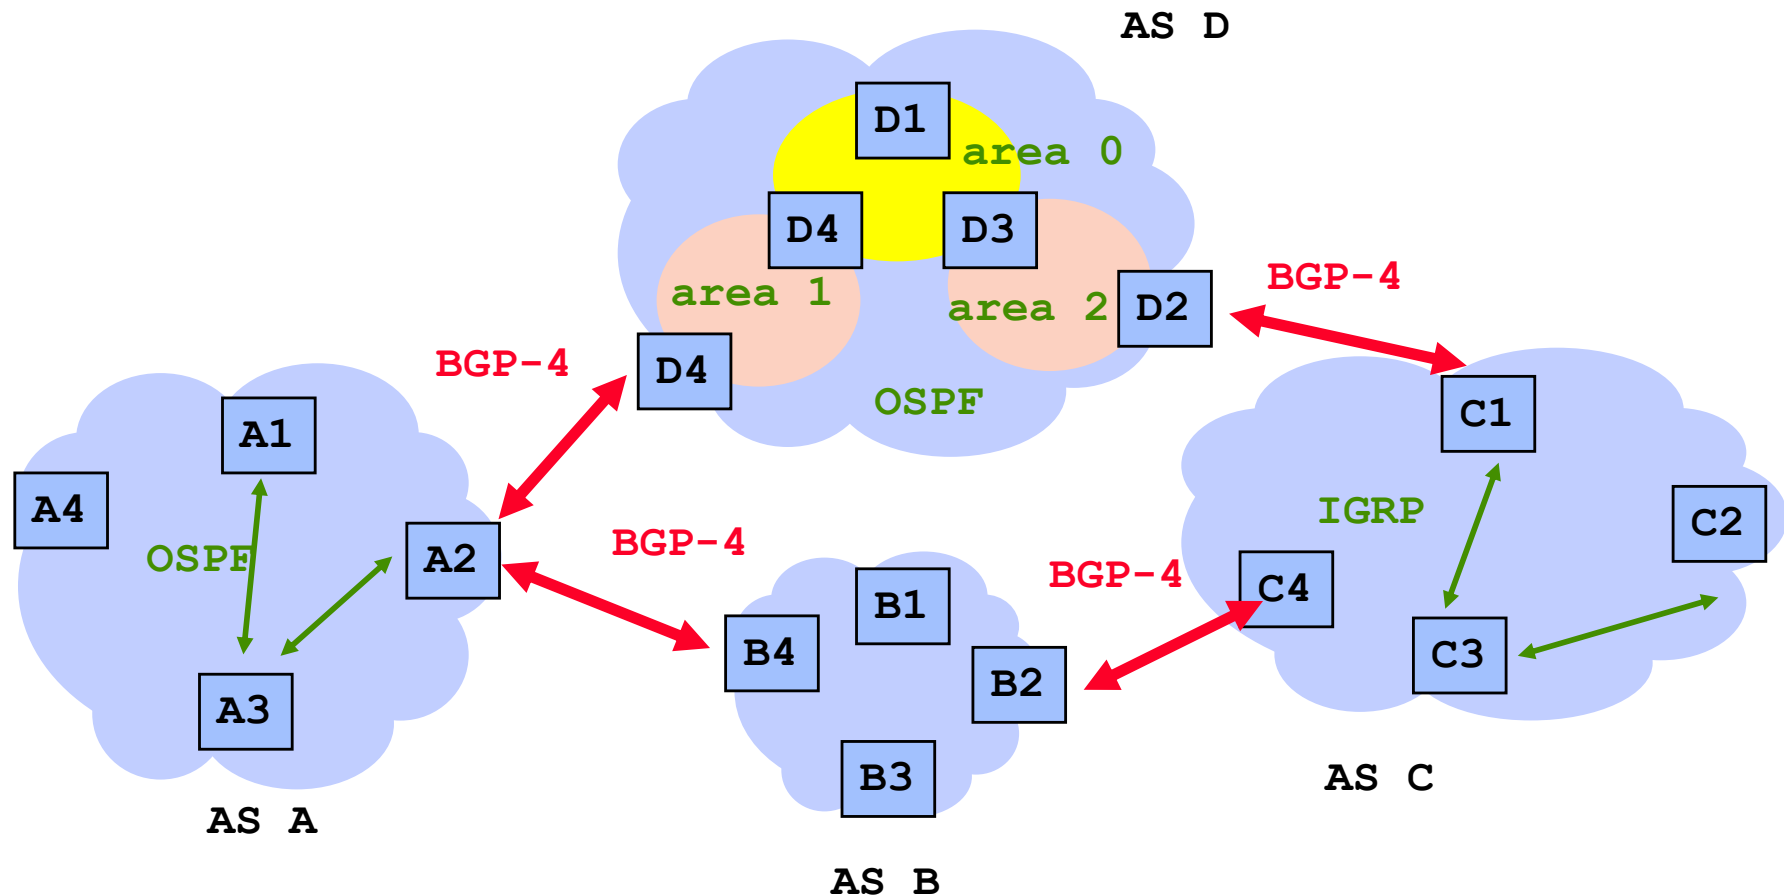 AS D
D1
area 0
D4
D3
area 1
area 2
D2
BGP-4
BGP-4
D4
OSPF
A1
C1
A4
OSPF
A2
BGP-4
IGRP
C2
BGP-4
C4
B1
B4
B2
C3
A3
B3
AS C
AS A
AS B